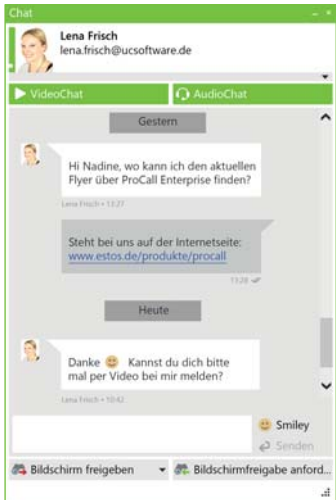 Chat
Lena Frisch
lena.frisch@ucsoftware.de
VideoChat
AudioChat
Gestern
Hi Nadine, wo kann ich den aktuellen
Flyer über ProCall Enterprise finden?
Lena Frisch • 13:27
Steht bei uns auf der Internetseite:
www.estos.de/produkte/procall
13:28
Heute
Danke 😊 Kannst du dich bitte
mal per Video bei mir melden?
Lena Frisch • 10:42
Smiley
Senden
Bildschirm freigeben
Bildschirmfreigabe anford...